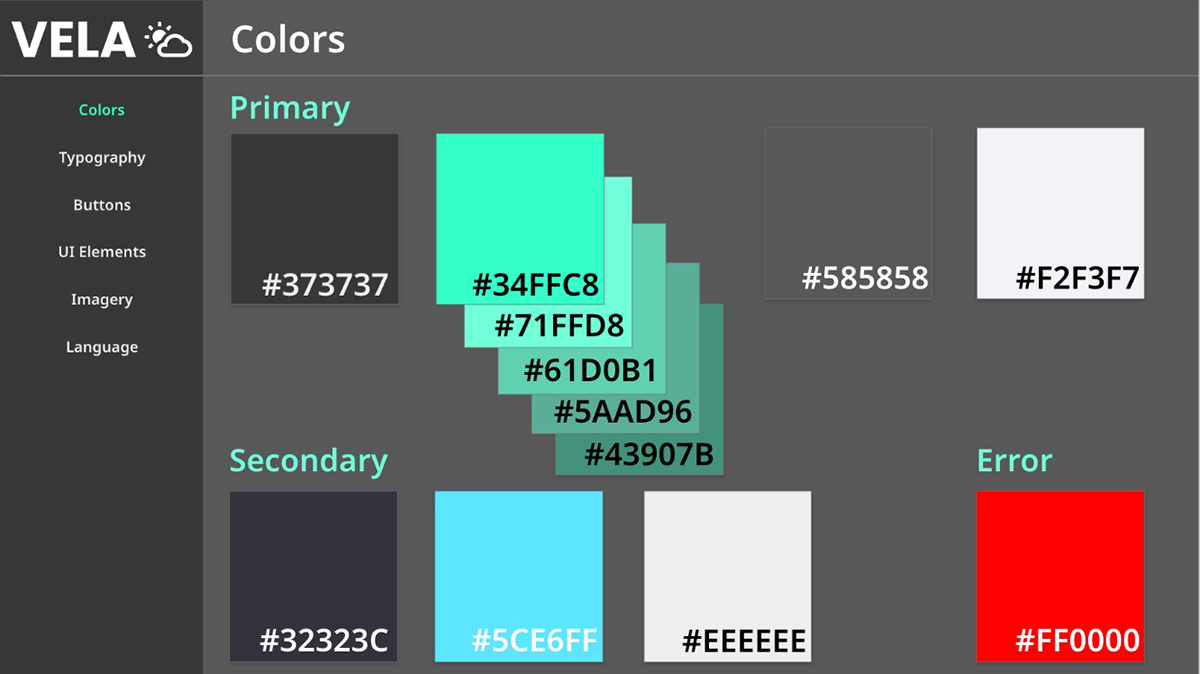 VELA
Colors
Colors
Typography
Buttons
UI Elements
Imagery
Language
Primary
#373737
#34FFC8
#71FFD8
#61D0B1
#5AAD96
#43907B
#585858
#F2F3F7
Secondary
#32323C
#5CE6FF
#EEEEEE
Error
#FF0000